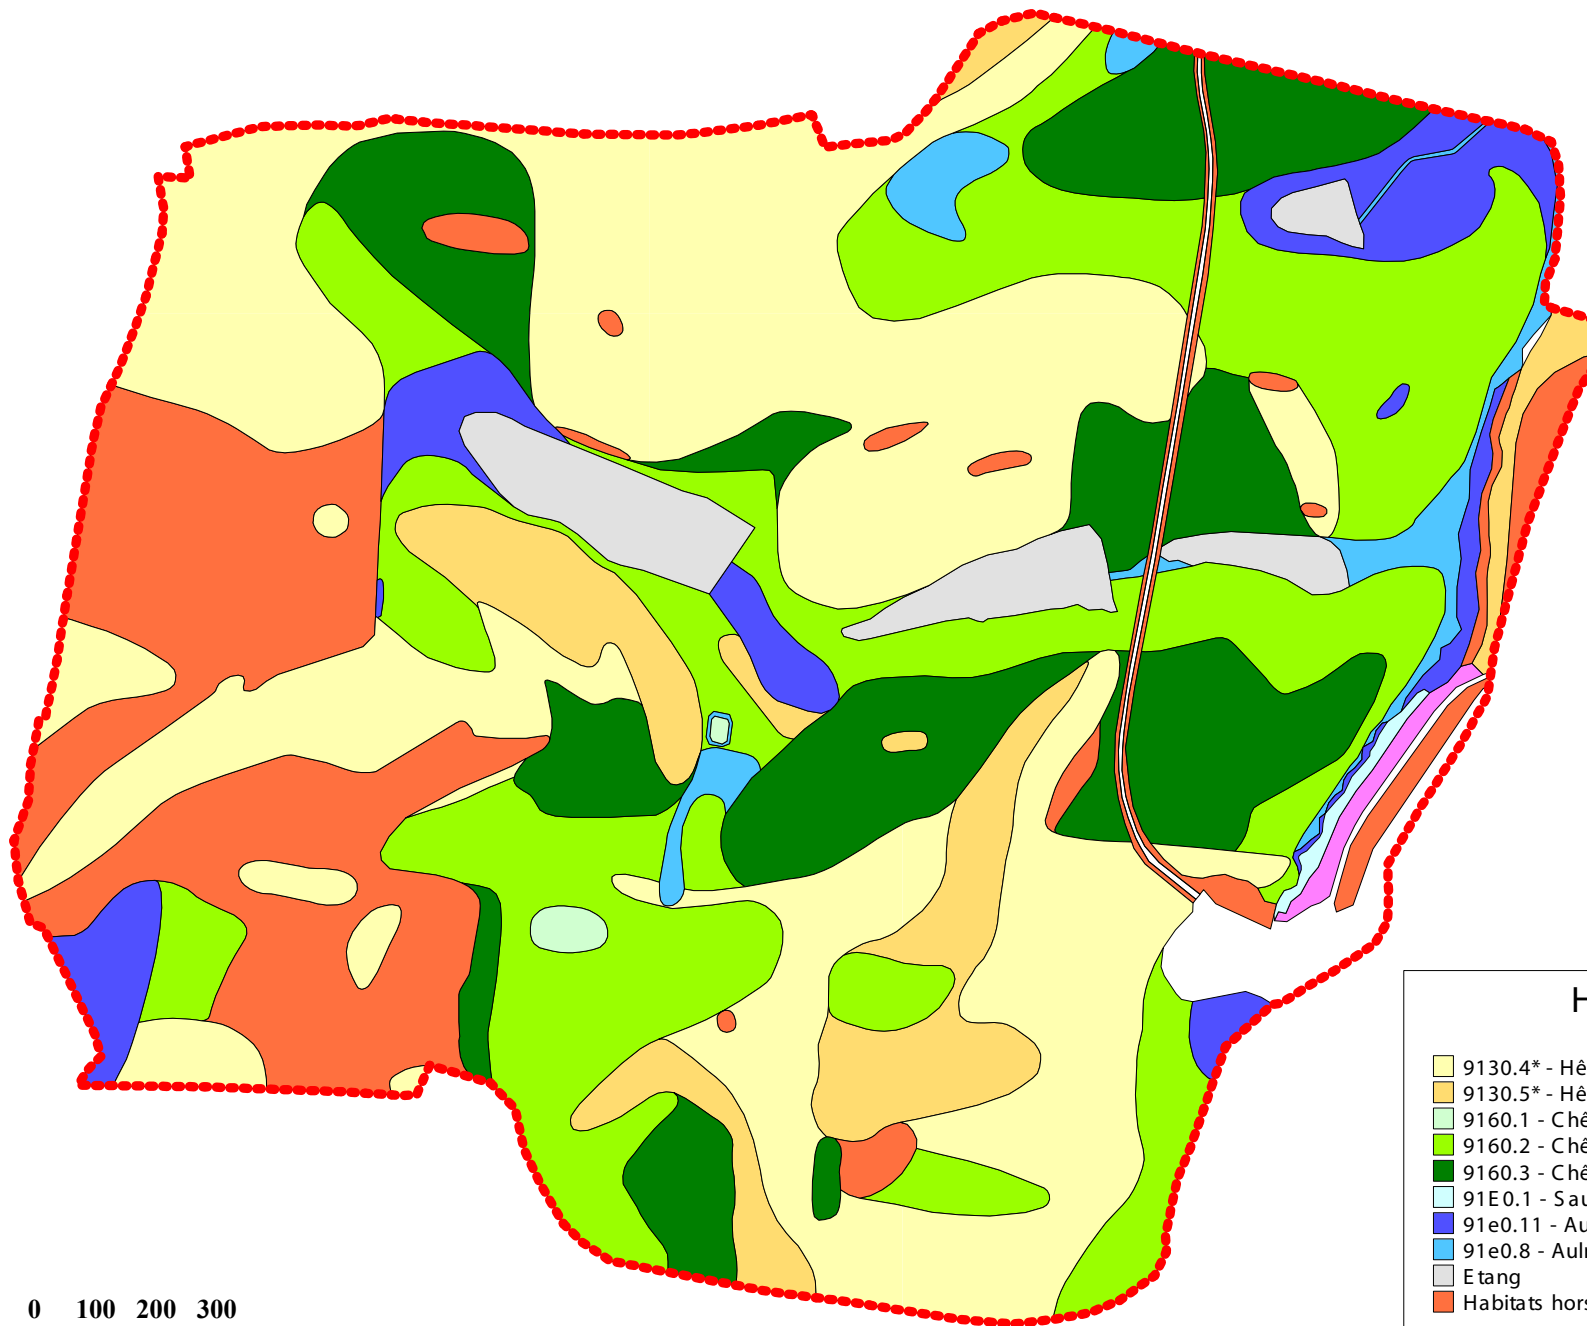 H
9130.4* - Hê
9130.5* - Hê
9160.1 - Chê
9160.2 - Chê
9160.3 - Chê
91E0.1 - Sau
91e0.11 - Au
91e0.8 - Auln
Etang
Habitats hors
0 100 200 300